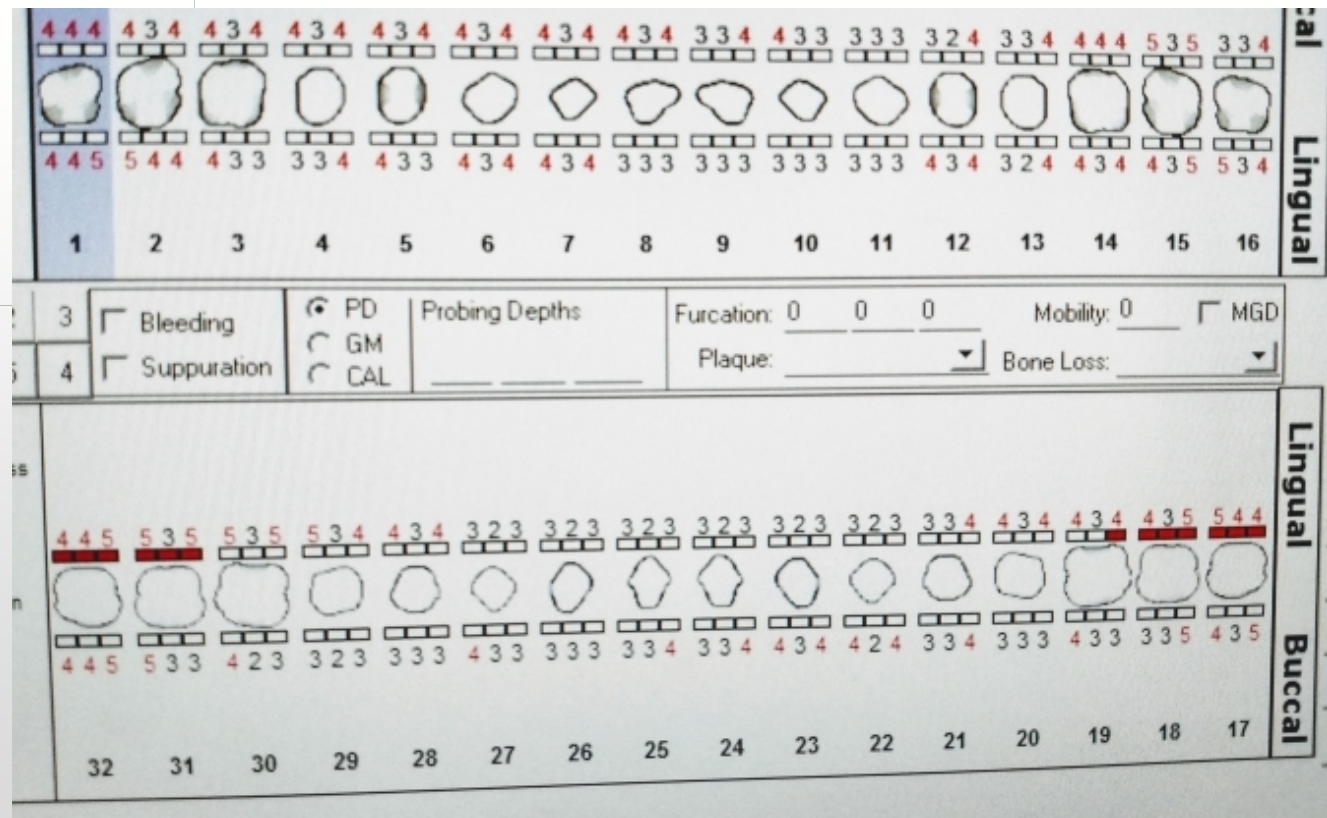 4 4 4 4 3 4 4 3 4 4 3 4 4 3 4 4 3 4 4 3 4 4 3 4 3 3 4 4 3 3 3 3 3 3 2 4 3 3 4 4 4 4 5 3 5 3 3 4
cal
4 4 5 5 4 4 4 3 3 3 3 4 4 3 3 4 3 4 4 3 4 3 3 3 3 3 3 3 3 3 3 3 3 4 3 4 3 2 4 4 3 4 4 3 5 5 3 4
Lingual
1 2 3 4 5 6 7 8 9 10 11 12 13 14 15 16
3 Bleeding PD Probing Depths Furcation: 0 0 0 Mobility: 0 MGD
GM
4 Suppuration CAL Plaque: Bone Loss:
Lingual
4 4 5 5 3 5 5 3 5 5 3 4 4 3 4 3 2 3 3 2 3 3 2 3 3 2 3 3 2 3 3 2 3 3 3 4 4 3 4 4 3 4 4 3 5 5 4 4
4 4 5 5 3 3 4 2 3 3 2 3 3 3 3 4 3 3 3 3 3 3 3 4 3 3 4 4 3 4 4 2 4 3 3 4 3 3 3 4 3 3 3 3 5 4 3 5
Buccal
32 31 30 29 28 27 26 25 24 23 22 21 20 19 18 17